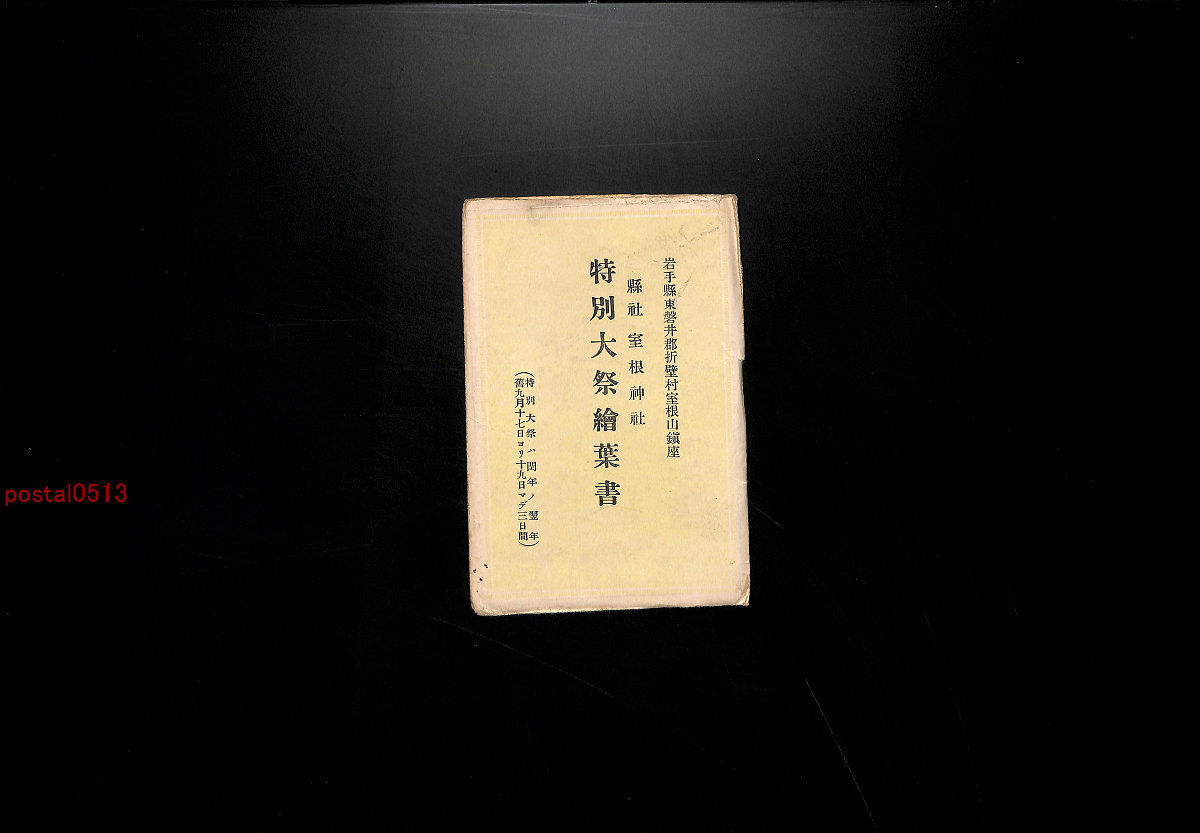 岩手縣東磐井郡折壁村室根山鎭座
縣社 室根神社
特別大祭繪葉書
(特別大祭ハ閏年ノ翌年
舊九月十七日ヨリ十九日マデ三日間)
postal0513